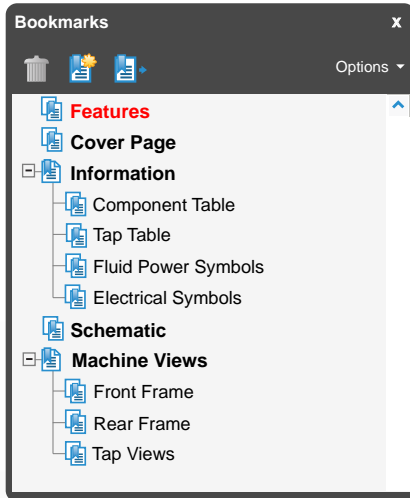 Bookmarks x
Options
Features
Cover Page
Information
Component Table
Tap Table
Fluid Power Symbols
Electrical Symbols
Schematic
Machine Views
Front Frame
Rear Frame
Tap Views